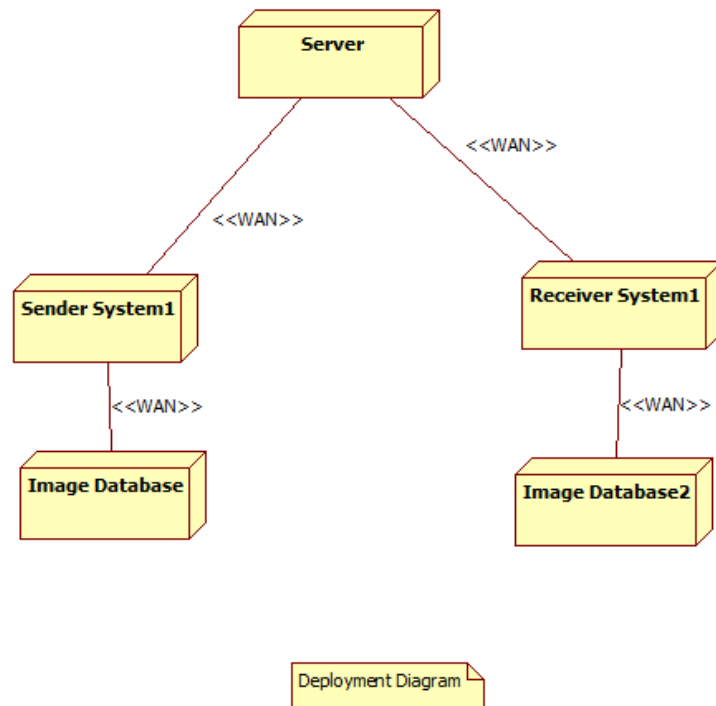 Server
<<WAN>>
<<WAN>>
Sender System1
Receiver System1
<<WAN>>
<<WAN>>
Image Database
Image Database2
Deployment Diagram